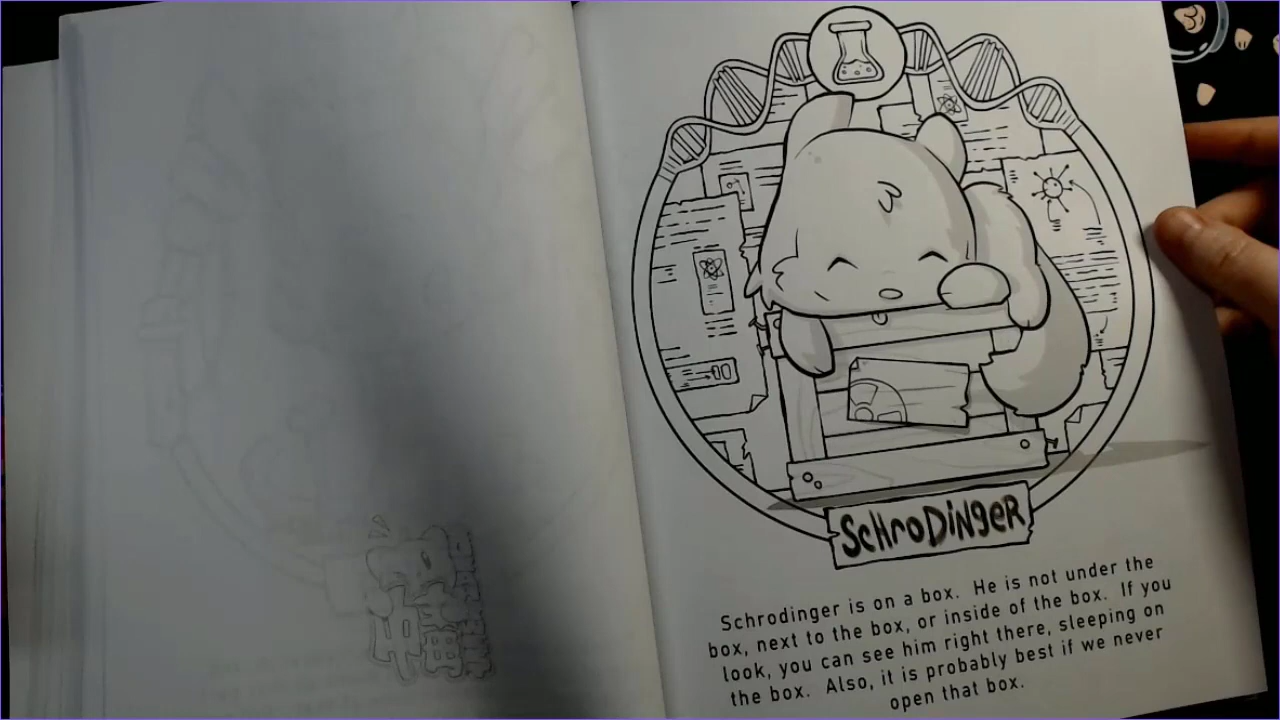 SCHRODINGER
Schrodinger is on a box. He is not under the
box, next to the box, or inside of the box. If you
look, you can see him right there, sleeping on
the box. Also, it is probably best if we never
open that box.